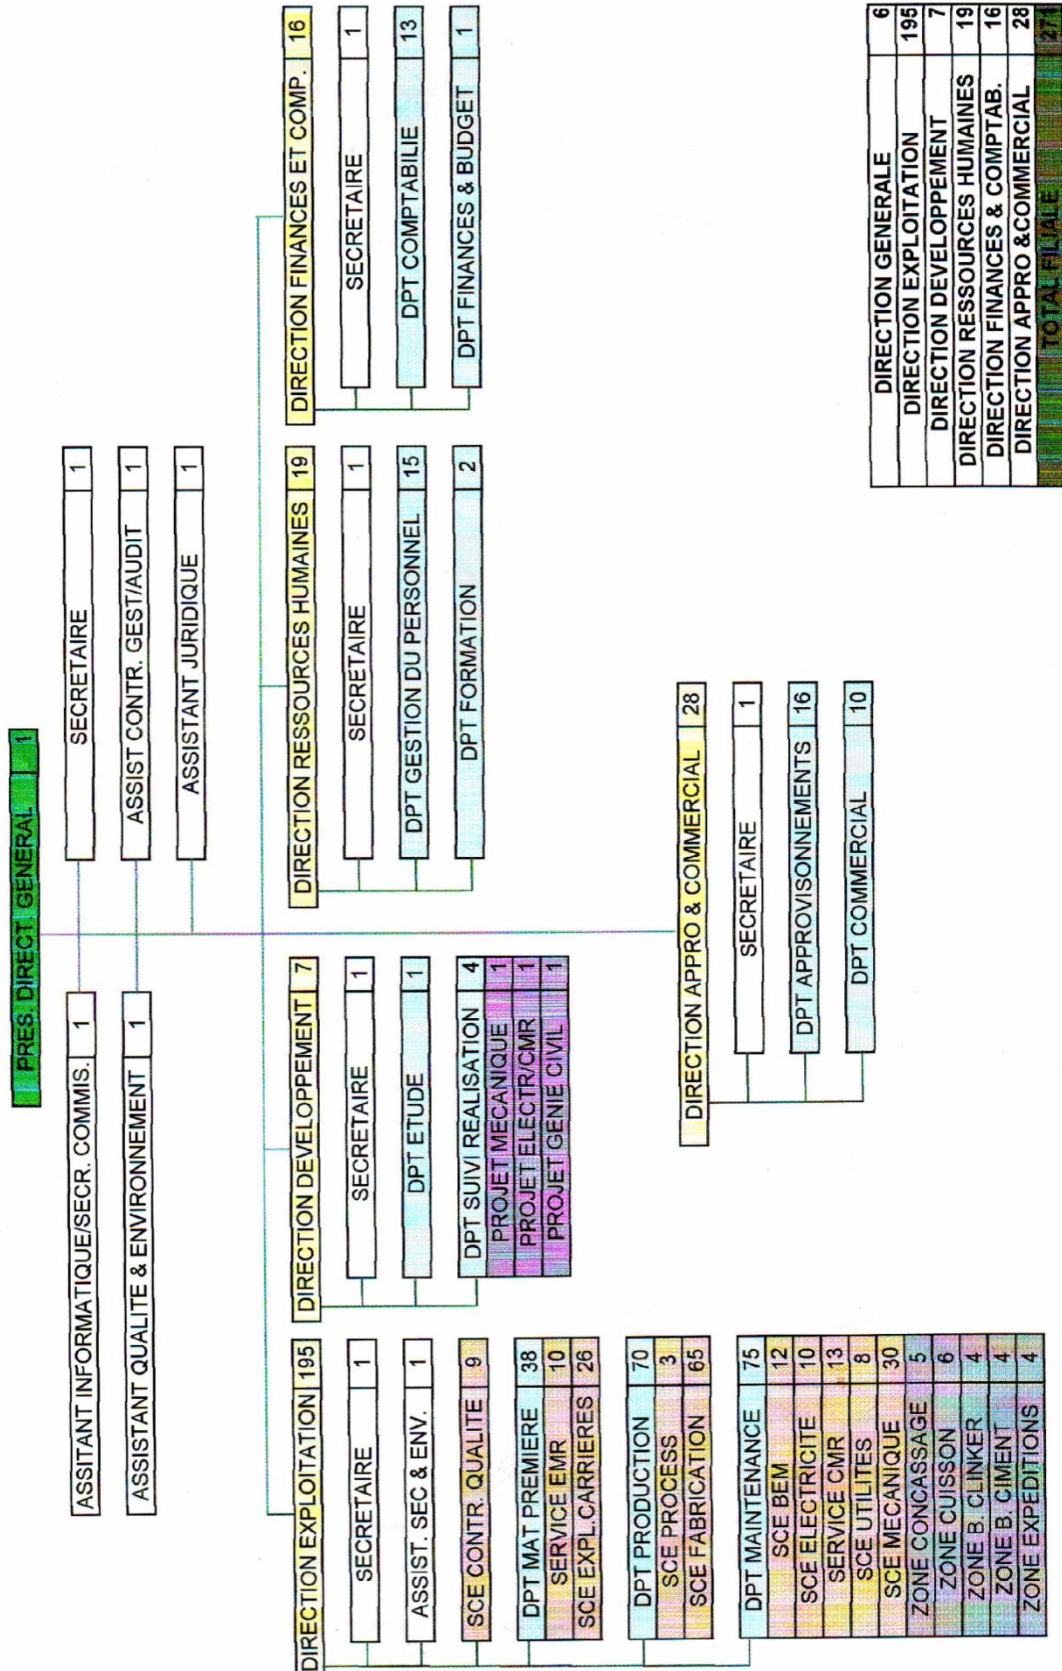 PRES. DIRECT. GENERAL 1
ASSITANT INFORMATIQUE/SECR. COMMIS. 1
SECRETAIRE 1
ASSISTANT QUALITE & ENVIRONNEMENT 1
ASSIST CONTR. GEST/AUDIT 1
ASSISTANT JURIDIQUE 1
DIRECTION EXPLOITATION 195
SECRETAIRE 1
ASSIST. SEC & ENV. 1
SCE CONTR. QUALITE 9
DPT MAT PREMIERE 38
SERVICE EMR 10
SCE EXPL.CARRIERES 26
DPT PRODUCTION 70
SCE PROCESS 3
SCE FABRICATION 65
DPT MAINTENANCE 75
SCE BEM 12
SCE ELECTRICITE 10
SERVICE CMR 13
SCE UTILITES 8
SCE MECANIQUE 30
ZONE CONCASSAGE 5
ZONE CUISSON 6
ZONE B. CLINKER 4
ZONE B. CIMENT 4
ZONE EXPEDITIONS 4
DIRECTION DEVELOPPEMENT 7
SECRETAIRE 1
DPT ETUDE 1
DPT SUIVI REALISATION 4
PROJET MECANIQUE 1
PROJET ELECTR/CMR 1
PROJET GENIE CIVIL 1
DIRECTION RESSOURCES HUMAINES 19
SECRETAIRE 1
DPT GESTION DU PERSONNEL 15
DPT FORMATION 2
DIRECTION FINANCES ET COMP. 16
SECRETAIRE 1
DPT COMPTABILIE 13
DPT FINANCES & BUDGET 1
DIRECTION APPRO & COMMERCIAL 28
SECRETAIRE 1
DPT APPROVISONNEMENTS 16
DPT COMMERCIAL 10
DIRECTION GENERALE 6
DIRECTION EXPLOITATION 195
DIRECTION DEVELOPPEMENT 7
DIRECTION RESSOURCES HUMAINES 19
DIRECTION FINANCES & COMPTAB. 16
DIRECTION APPRO &COMMERCIAL 28
TOTAL FILIALE 271